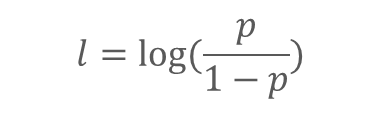 l = log(p/(1 − p))